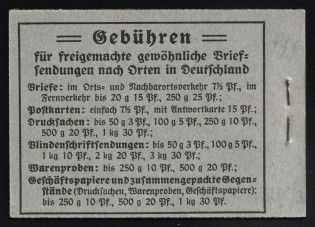 Gebühren
für freigemachte gewöhnliche Brief-
sendungen nach Orten in Deutschland
Briefe: im Orts- und Nachbarortsverkehr 7½ Pf., im
Fernverkehr bis 20 g 15 Pf., 250 g 25 Pf.;
Postkarten: einfach 7½ Pf., mit Antwortkarte 15 Pf.;
Drucksachen: bis 50 g 3 Pf., 100 g 5 Pf., 250 g 10 Pf.,
500 g 20 Pf., 1 kg 30 Pf.;
Blindenschriftsendungen: bis 50 g 3 Pf., 100 g 5 Pf.,
1 kg 10 Pf., 2 kg 20 Pf., 3 kg 30 Pf.;
Warenproben: bis 250 g 10 Pf., 500 g 20 Pf.;
Geschäftspapiere und zusammengepackte Gegen-
stände (Drucksachen, Warenproben, Geschäftspapiere):
bis 250 g 10 Pf., 500 g 20 Pf., 1 kg 30 Pf.